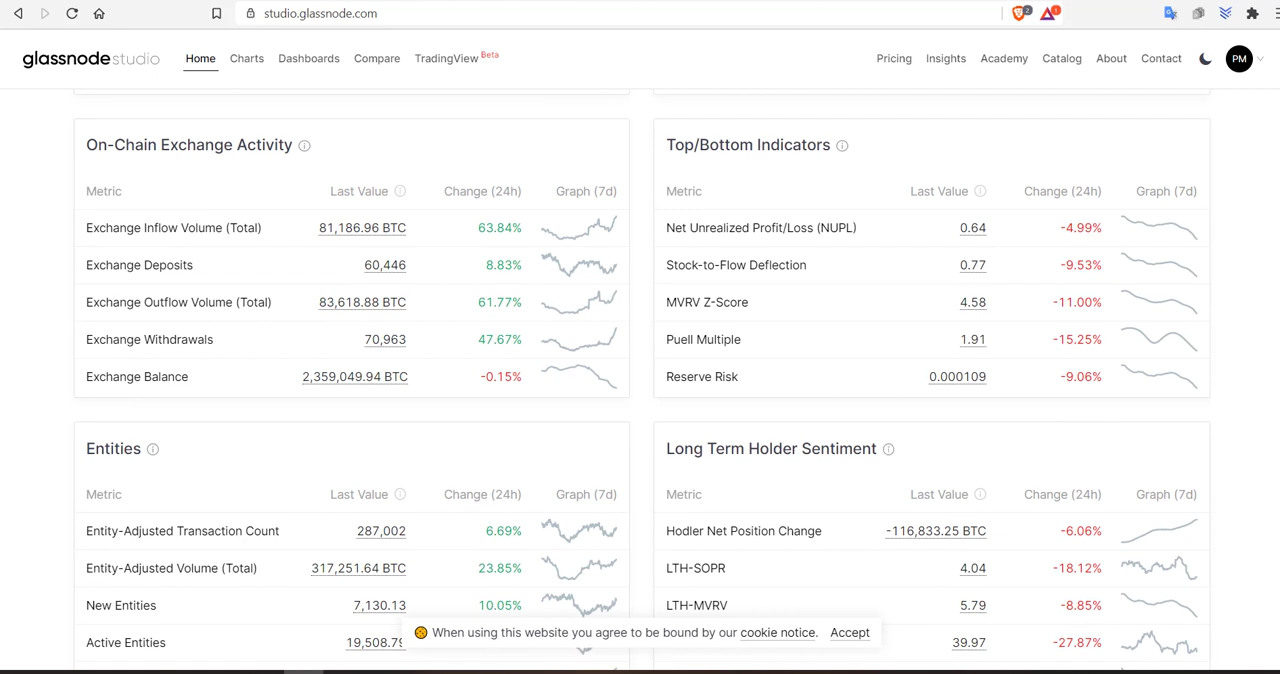 studio.glassnode.com
2
1
glassnodestudio
Home
Charts
Dashboards
Compare
TradingView Beta
Pricing
Insights
Academy
Catalog
About
Contact
PM
On-Chain Exchange Activity
Metric Last Value Change (24h) Graph (7d)
Exchange Inflow Volume (Total) 81,186.96 BTC 63.84%
Exchange Deposits 60,446 8.83%
Exchange Outflow Volume (Total) 83,618.88 BTC 61.77%
Exchange Withdrawals 70,963 47.67%
Exchange Balance 2,359,049.94 BTC -0.15%
Top/Bottom Indicators
Metric Last Value Change (24h) Graph (7d)
Net Unrealized Profit/Loss (NUPL) 0.64 -4.99%
Stock-to-Flow Deflection 0.77 -9.53%
MVRV Z-Score 4.58 -11.00%
Puell Multiple 1.91 -15.25%
Reserve Risk 0.000109 -9.06%
Entities
Metric Last Value Change (24h) Graph (7d)
Entity-Adjusted Transaction Count 287,002 6.69%
Entity-Adjusted Volume (Total) 317,251.64 BTC 23.85%
New Entities 7,130.13 10.05%
Active Entities 19,508.79
Long Term Holder Sentiment
Metric Last Value Change (24h) Graph (7d)
Hodler Net Position Change -116,833.25 BTC -6.06%
LTH-SOPR 4.04 -18.12%
LTH-MVRV 5.79 -8.85%
39.97 -27.87%
When using this website you agree to be bound by our cookie notice. Accept